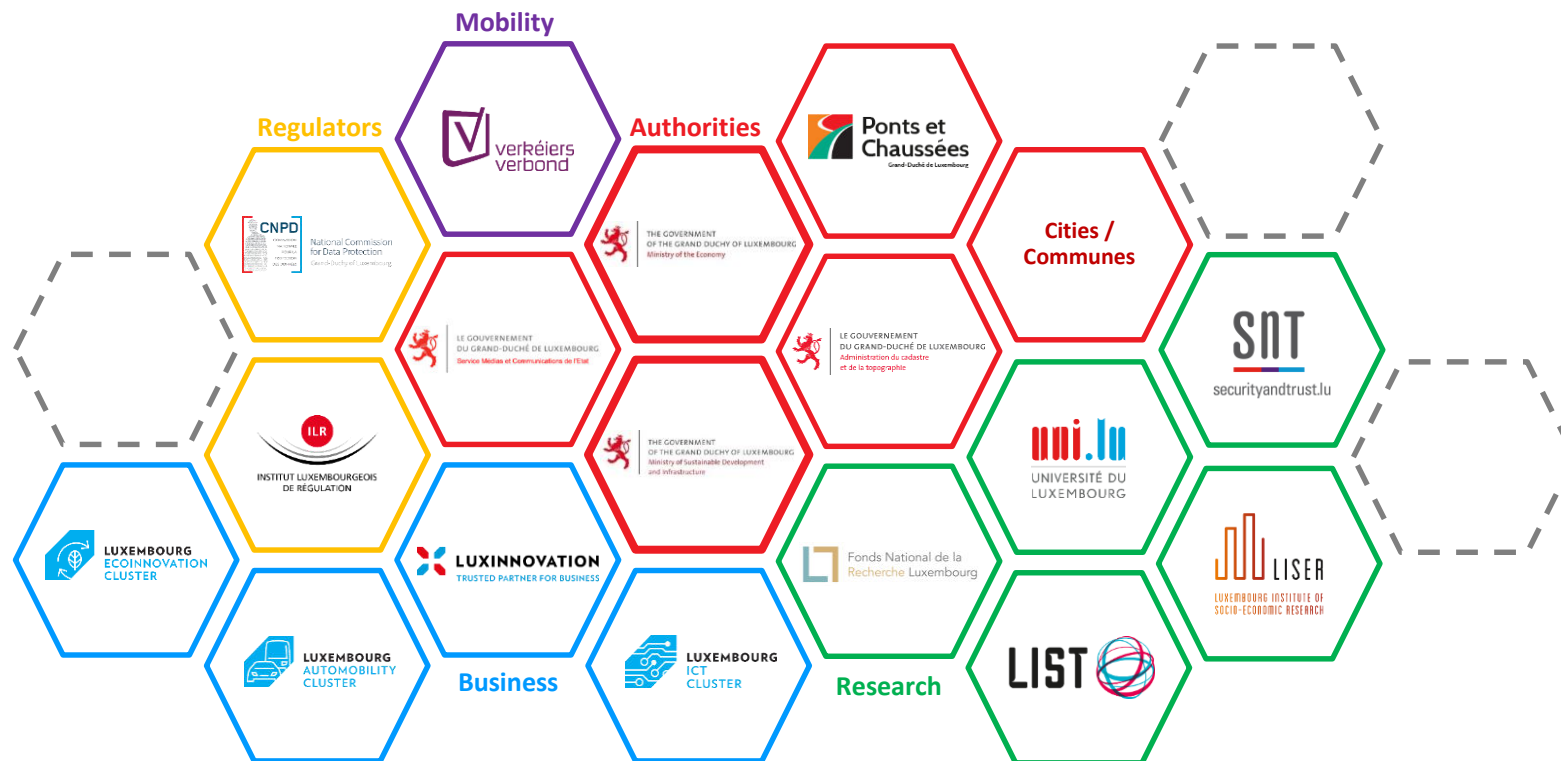 Mobility
Regulators
Authorities
verkéiers
verbond
Ponts et
Chaussées
Grand-Duché de Luxembourg
CNPD
National Commission
for Data Protection
Grand-Duchy of Luxembourg
THE GOVERNMENT
OF THE GRAND DUCHY OF LUXEMBOURG
Ministry of the Economy
Cities /
Communes
LE GOUVERNEMENT
DU GRAND-DUCHÉ DE LUXEMBOURG
Service Médias et Communications de l'Etat
LE GOUVERNEMENT
DU GRAND-DUCHÉ DE LUXEMBOURG
Administration du cadastre
et de la topographie
SNT
securityandtrust.lu
ILR
INSTITUT LUXEMBOURGEOIS
DE RÉGULATION
THE GOVERNMENT
OF THE GRAND DUCHY OF LUXEMBOURG
Ministry of Sustainable Development
and Infrastructure
uni.lu
UNIVERSITÉ DU
LUXEMBOURG
LUXEMBOURG
ECOINNOVATION
CLUSTER
LUXINNOVATION
TRUSTED PARTNER FOR BUSINESS
Fonds National de la
Recherche Luxembourg
LISER
LUXEMBOURG INSTITUTE OF
SOCIO-ECONOMIC RESEARCH
LUXEMBOURG
AUTOMOBILITY
CLUSTER
Business
LUXEMBOURG
ICT
CLUSTER
Research
LIST